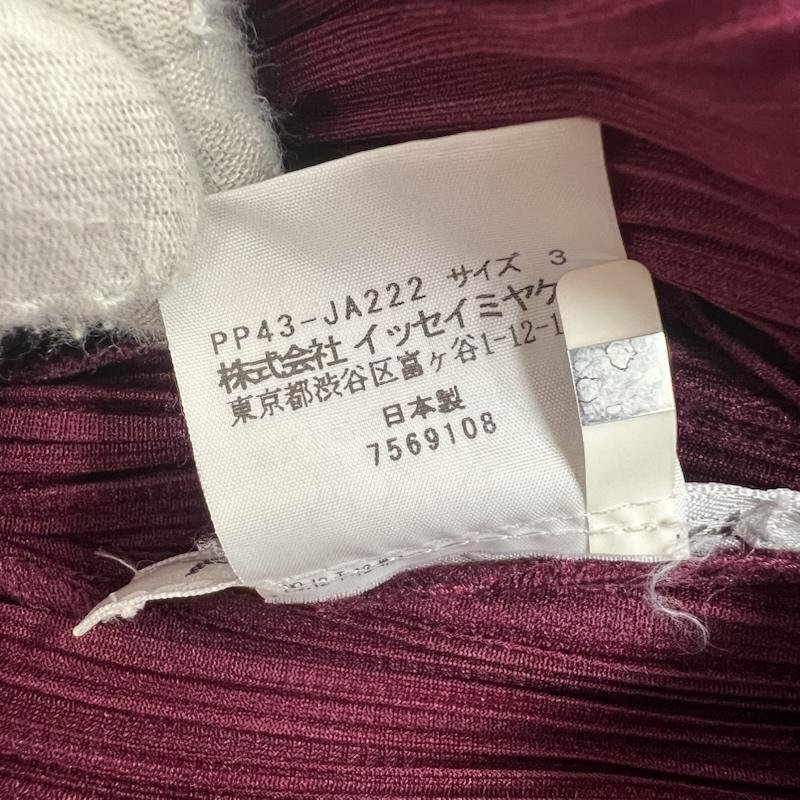 PP43-JA222 サイズ 3
株式会社 イッセイミヤケ
東京都渋谷区富ヶ谷1-12-1
日本製
7569108